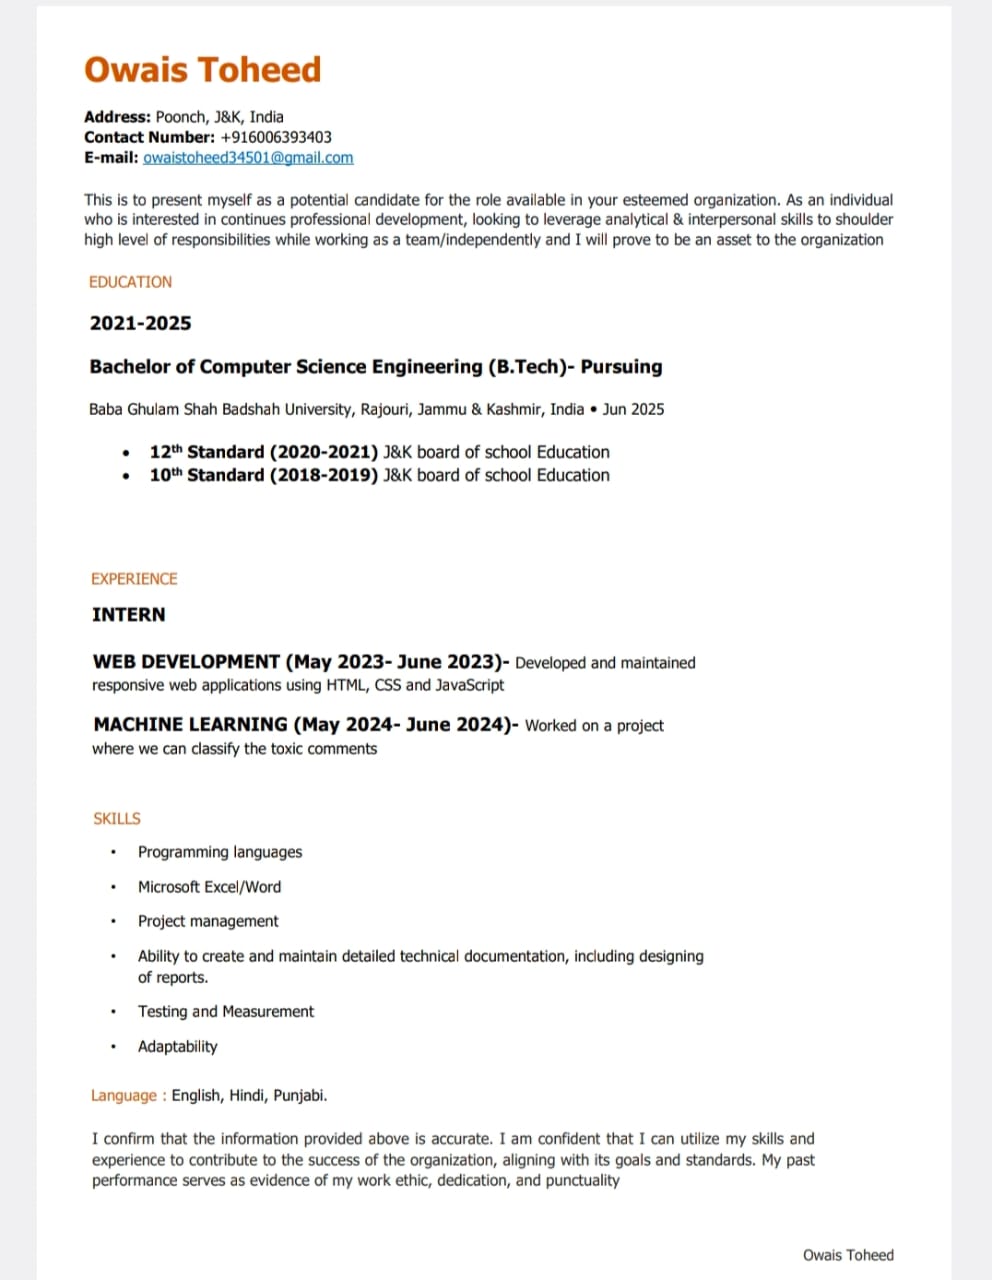 Owais Toheed
Address: Poonch, J&K, India
Contact Number: +916006393403
E-mail: owaistoheed34501@gmail.com
This is to present myself as a potential candidate for the role available in your esteemed organization. As an individual
who is interested in continues professional development, looking to leverage analytical & interpersonal skills to shoulder
high level of responsibilities while working as a team/independently and I will prove to be an asset to the organization
EDUCATION
2021-2025
Bachelor of Computer Science Engineering (B.Tech)- Pursuing
Baba Ghulam Shah Badshah University, Rajouri, Jammu & Kashmir, India • Jun 2025
• 12th Standard (2020-2021) J&K board of school Education
• 10th Standard (2018-2019) J&K board of school Education
EXPERIENCE
INTERN
WEB DEVELOPMENT (May 2023- June 2023)- Developed and maintained
responsive web applications using HTML, CSS and JavaScript
MACHINE LEARNING (May 2024- June 2024)- Worked on a project
where we can classify the toxic comments
SKILLS
• Programming languages
• Microsoft Excel/Word
• Project management
• Ability to create and maintain detailed technical documentation, including designing
of reports.
• Testing and Measurement
• Adaptability
Language : English, Hindi, Punjabi.
I confirm that the information provided above is accurate. I am confident that I can utilize my skills and
experience to contribute to the success of the organization, aligning with its goals and standards. My past
performance serves as evidence of my work ethic, dedication, and punctuality
Owais Toheed